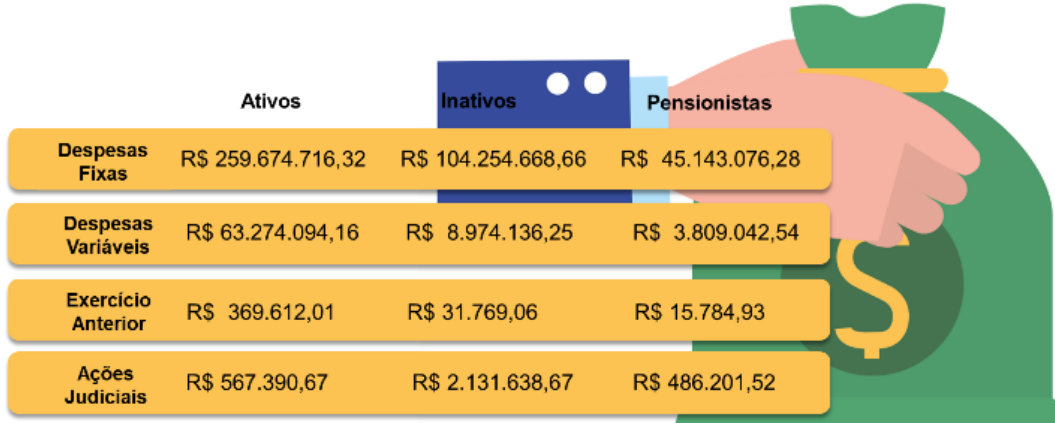 Ativos Inativos Pensionistas
Despesas Fixas R$ 259.674.716,32 R$ 104.254.668,66 R$ 45.143.076,28
Despesas Variáveis R$ 63.274.094,16 R$ 8.974.136,25 R$ 3.809.042,54
Exercício Anterior R$ 369.612,01 R$ 31.769,06 R$ 15.784,93
Ações Judiciais R$ 567.390,67 R$ 2.131.638,67 R$ 486.201,52
$